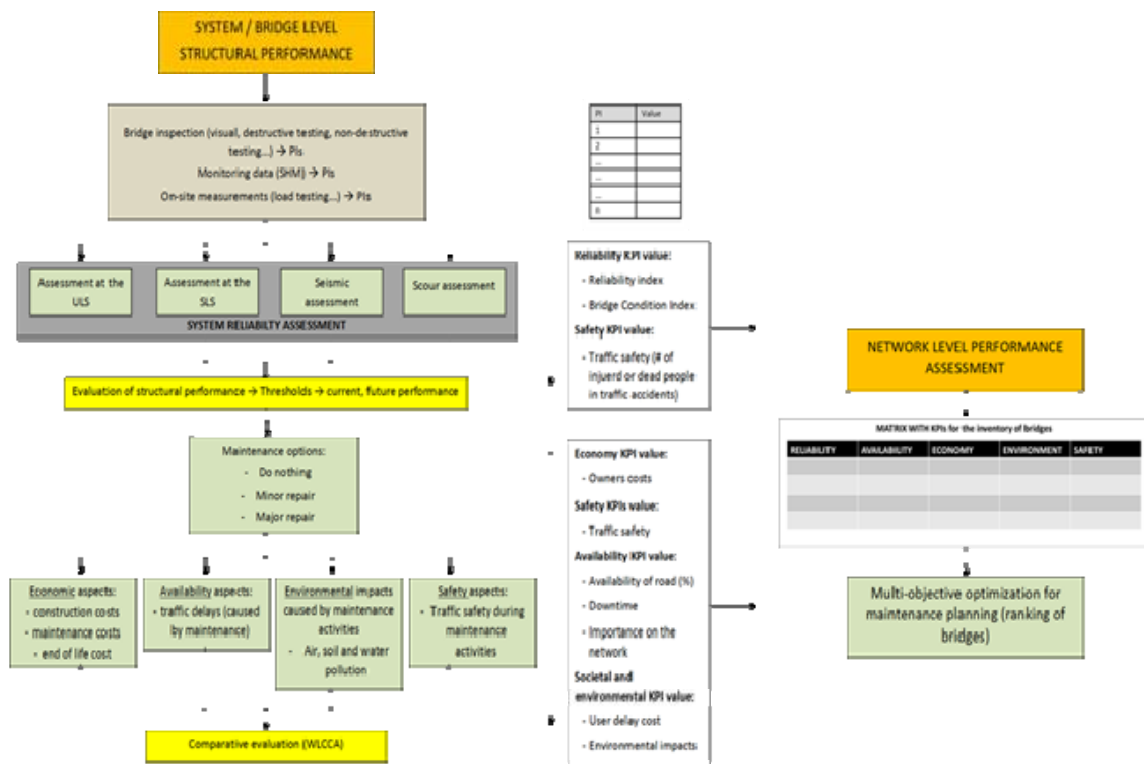 SYSTEM / BRIDGE LEVEL
STRUCTURAL PERFORMANCE
Bridge inspection (visuall, destructive testing, non-destructive
testing...) → PIs
Monitoring data (SHM) → PIs
On-site measurements (load testing...) → PIs
Assessment at the
ULS
Assessment at the
SLS
Seismic
assessment
Scour assessment
SYSTEM RELIABILTY ASSESSMENT
Evaluation of structural performance → Thresholds → current, future performance
Maintenance options:
- Do nothing
- Minor repair
- Major repair
Economic aspects:
• construction costs
• maintenance costs
• end of life cost
Availability aspects:
• traffic delays (caused
by maintenance)
Environmental impacts
caused by maintenance
activities
- Air, soil and water
pollution
Safety aspects:
• Traffic safety during
maintenance
activities
Comparative evaluation (WLCCA)
PI Value
1
2
...
...
...
n
Reliability KPI value:
- Reliability index
- Bridge Condition Index
Safety KPI value:
- Traffic safety (# of
injuerd or dead people
in traffic accidents)
Economy KPI value:
- Owners costs
Safety KPIs value:
- Traffic safety
Availability KPI value:
- Availability of road (%)
- Downtime
- Importance on the
network
Societal and
environmental KPI value:
- User delay cost
- Environmental impacts
NETWORK LEVEL PERFORMANCE
ASSESSMENT
MATRIX WITH KPIs for the inventory of bridges
RELIABILITY AVAILABILITY ECONOMY ENVIRONMENT SAFETY
Multi-objective optimization for
maintenance planning (ranking of
bridges)